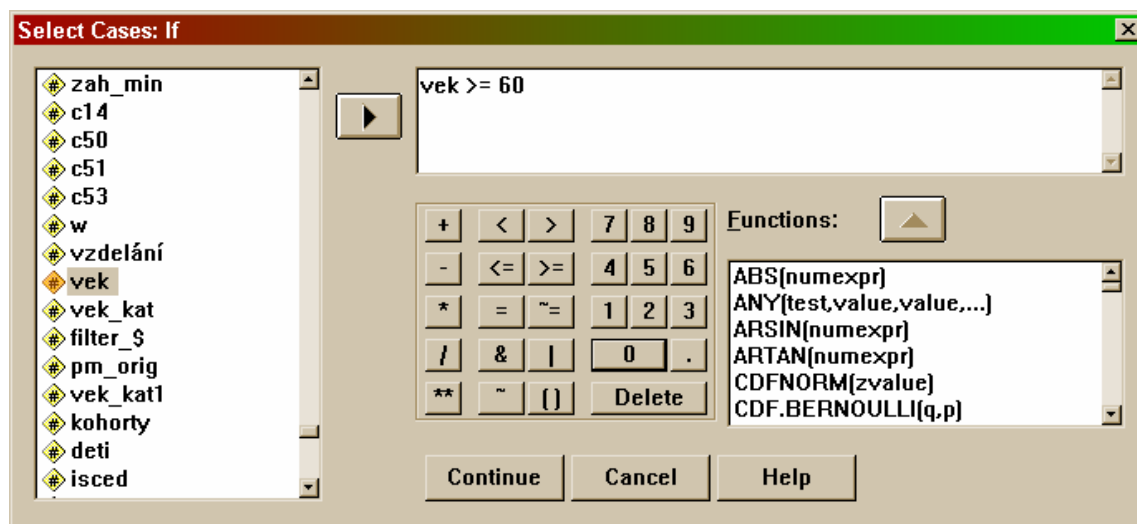 Select Cases: If
zah_min
c14
c50
c51
c53
w
vzdelání
vek
vek_kat
filter_$
pm_orig
vek_kat1
kohorty
deti
isced
vek >= 60
+ < > 7 8 9
- <= >= 4 5 6
* = ~= 1 2 3
/ & | 0 .
** ~ () Delete
Functions:
ABS(numexpr)
ANY(test,value,value,...)
ARSIN(numexpr)
ARTAN(numexpr)
CDFNORM(zvalue)
CDF.BERNOULLI(q,p)
Continue Cancel Help